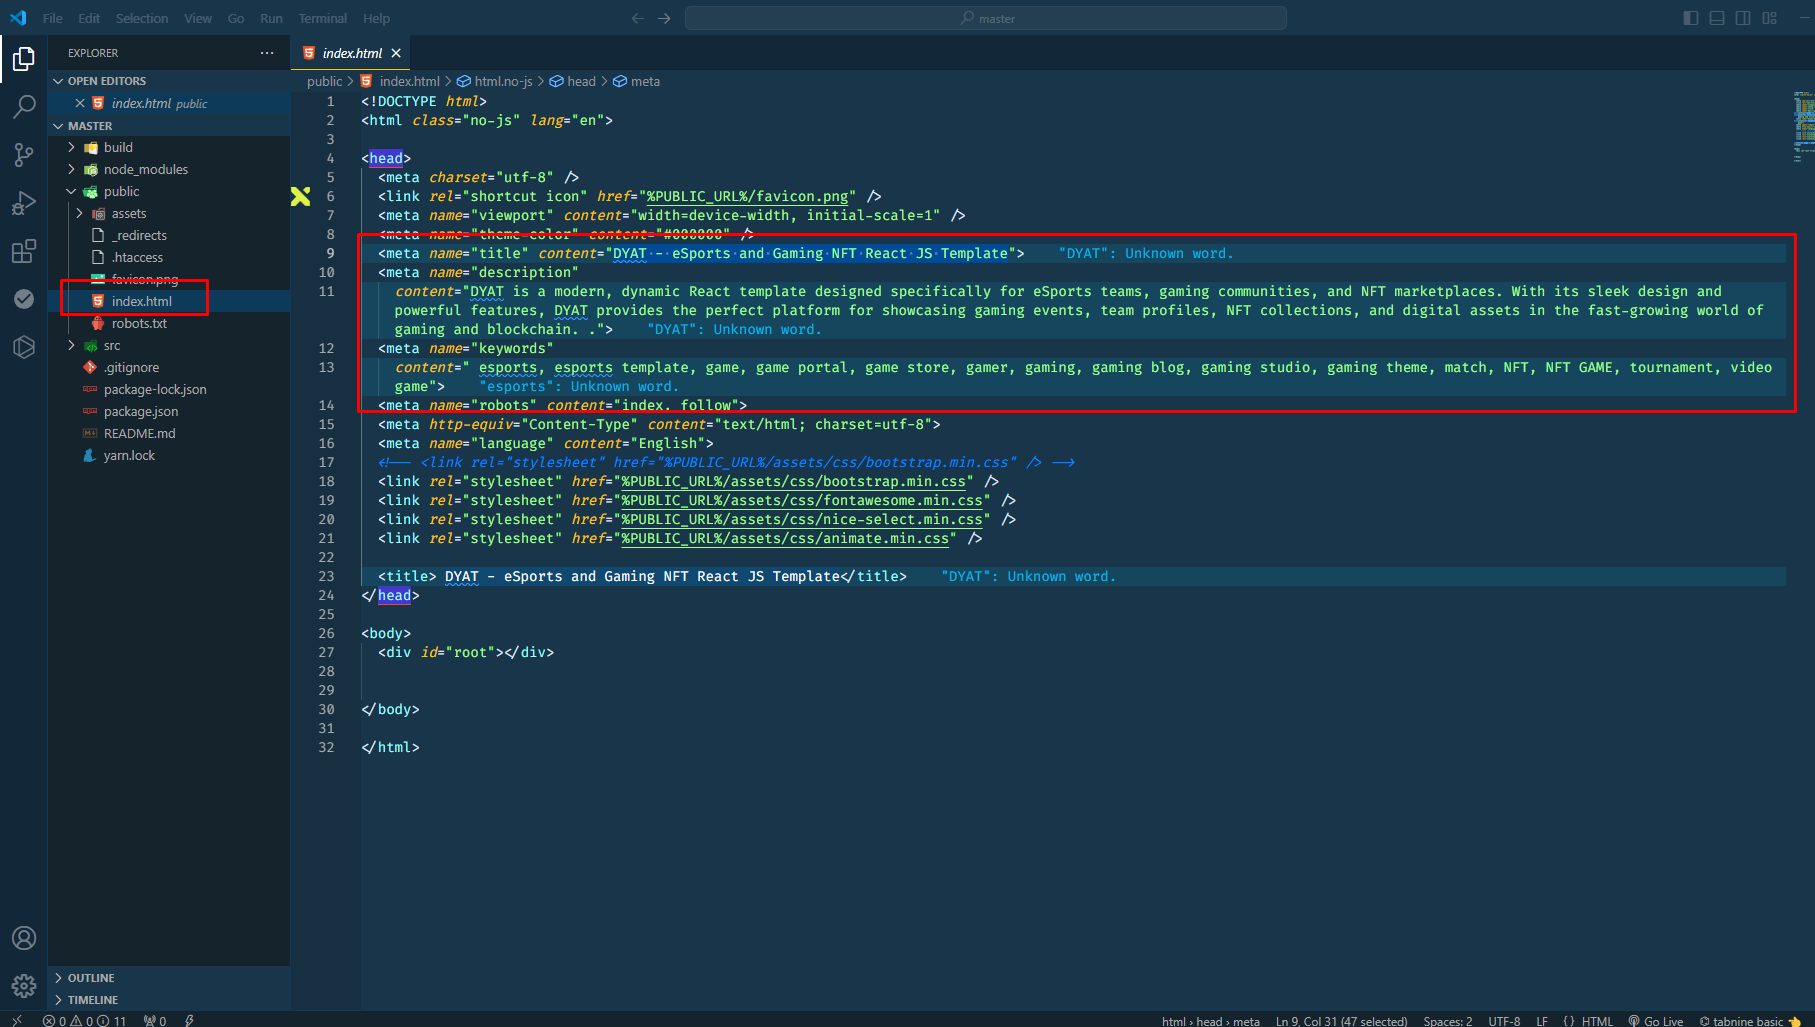 File Edit Selection View Go Run Terminal Help
master
EXPLORER
OPEN EDITORS
index.html public
MASTER
build
node_modules
public
assets
_redirects
.htaccess
favicon.png
index.html
robots.txt
src
.gitignore
package-lock.json
package.json
README.md
yarn.lock
OUTLINE
TIMELINE
index.html
public > index.html > html.no-js > head > meta
1 <!DOCTYPE html>
2 <html class="no-js" lang="en">
3
4 <head>
5 <meta charset="utf-8" />
6 <link rel="shortcut icon" href="%PUBLIC_URL%/favicon.png" />
7 <meta name="viewport" content="width=device-width, initial-scale=1" />
8 <meta name="theme-color" content="#000000" />
9 <meta name="title" content="DYAT - eSports and Gaming NFT React JS Template"> "DYAT": Unknown word.
10 <meta name="description"
11 content="DYAT is a modern, dynamic React template designed specifically for eSports teams, gaming communities, and NFT marketplaces. With its sleek design and
powerful features, DYAT provides the perfect platform for showcasing gaming events, team profiles, NFT collections, and digital assets in the fast-growing world of
gaming and blockchain. ."> "DYAT": Unknown word.
12 <meta name="keywords"
13 content=" esports, esports template, game, game portal, game store, gamer, gaming, gaming blog, gaming studio, gaming theme, match, NFT, NFT GAME, tournament, video
game"> "esports": Unknown word.
14 <meta name="robots" content="index, follow">
15 <meta http-equiv="Content-Type" content="text/html; charset=utf-8">
16 <meta name="language" content="English">
17 <!-- <link rel="stylesheet" href="%PUBLIC_URL%/assets/css/bootstrap.min.css" /> -->
18 <link rel="stylesheet" href="%PUBLIC_URL%/assets/css/bootstrap.min.css" />
19 <link rel="stylesheet" href="%PUBLIC_URL%/assets/css/fontawesome.min.css" />
20 <link rel="stylesheet" href="%PUBLIC_URL%/assets/css/nice-select.min.css" />
21 <link rel="stylesheet" href="%PUBLIC_URL%/assets/css/animate.min.css" />
22
23 <title> DYAT - eSports and Gaming NFT React JS Template</title> "DYAT": Unknown word.
24 </head>
25
26 <body>
27 <div id="root"></div>
28
29
30 </body>
31
32 </html>
0 0 11 0 html › head › meta Ln 9, Col 31 (47 selected) Spaces: 2 UTF-8 LF {} HTML Go Live tabnine basic